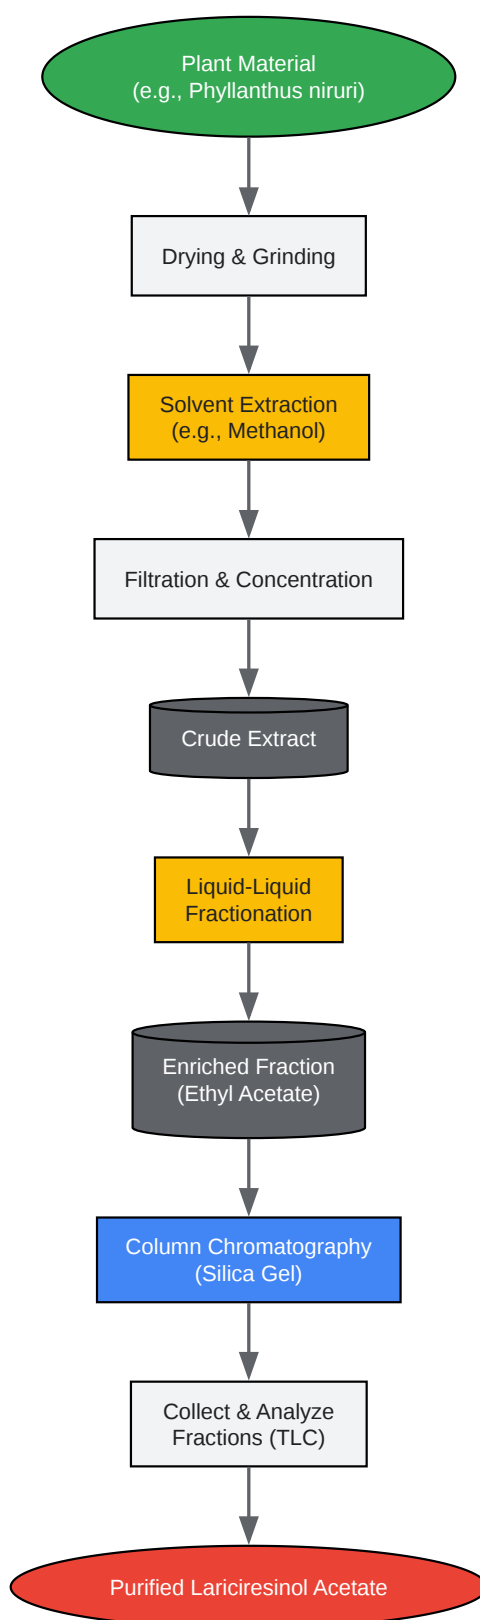 Plant Material
(e.g., Phyllanthus niruri)
Drying & Grinding
Solvent Extraction
(e.g., Methanol)
Filtration & Concentration
Crude Extract
Liquid-Liquid
Fractionation
Enriched Fraction
(Ethyl Acetate)
Column Chromatography
(Silica Gel)
Collect & Analyze
Fractions (TLC)
Purified Lariciresinol Acetate